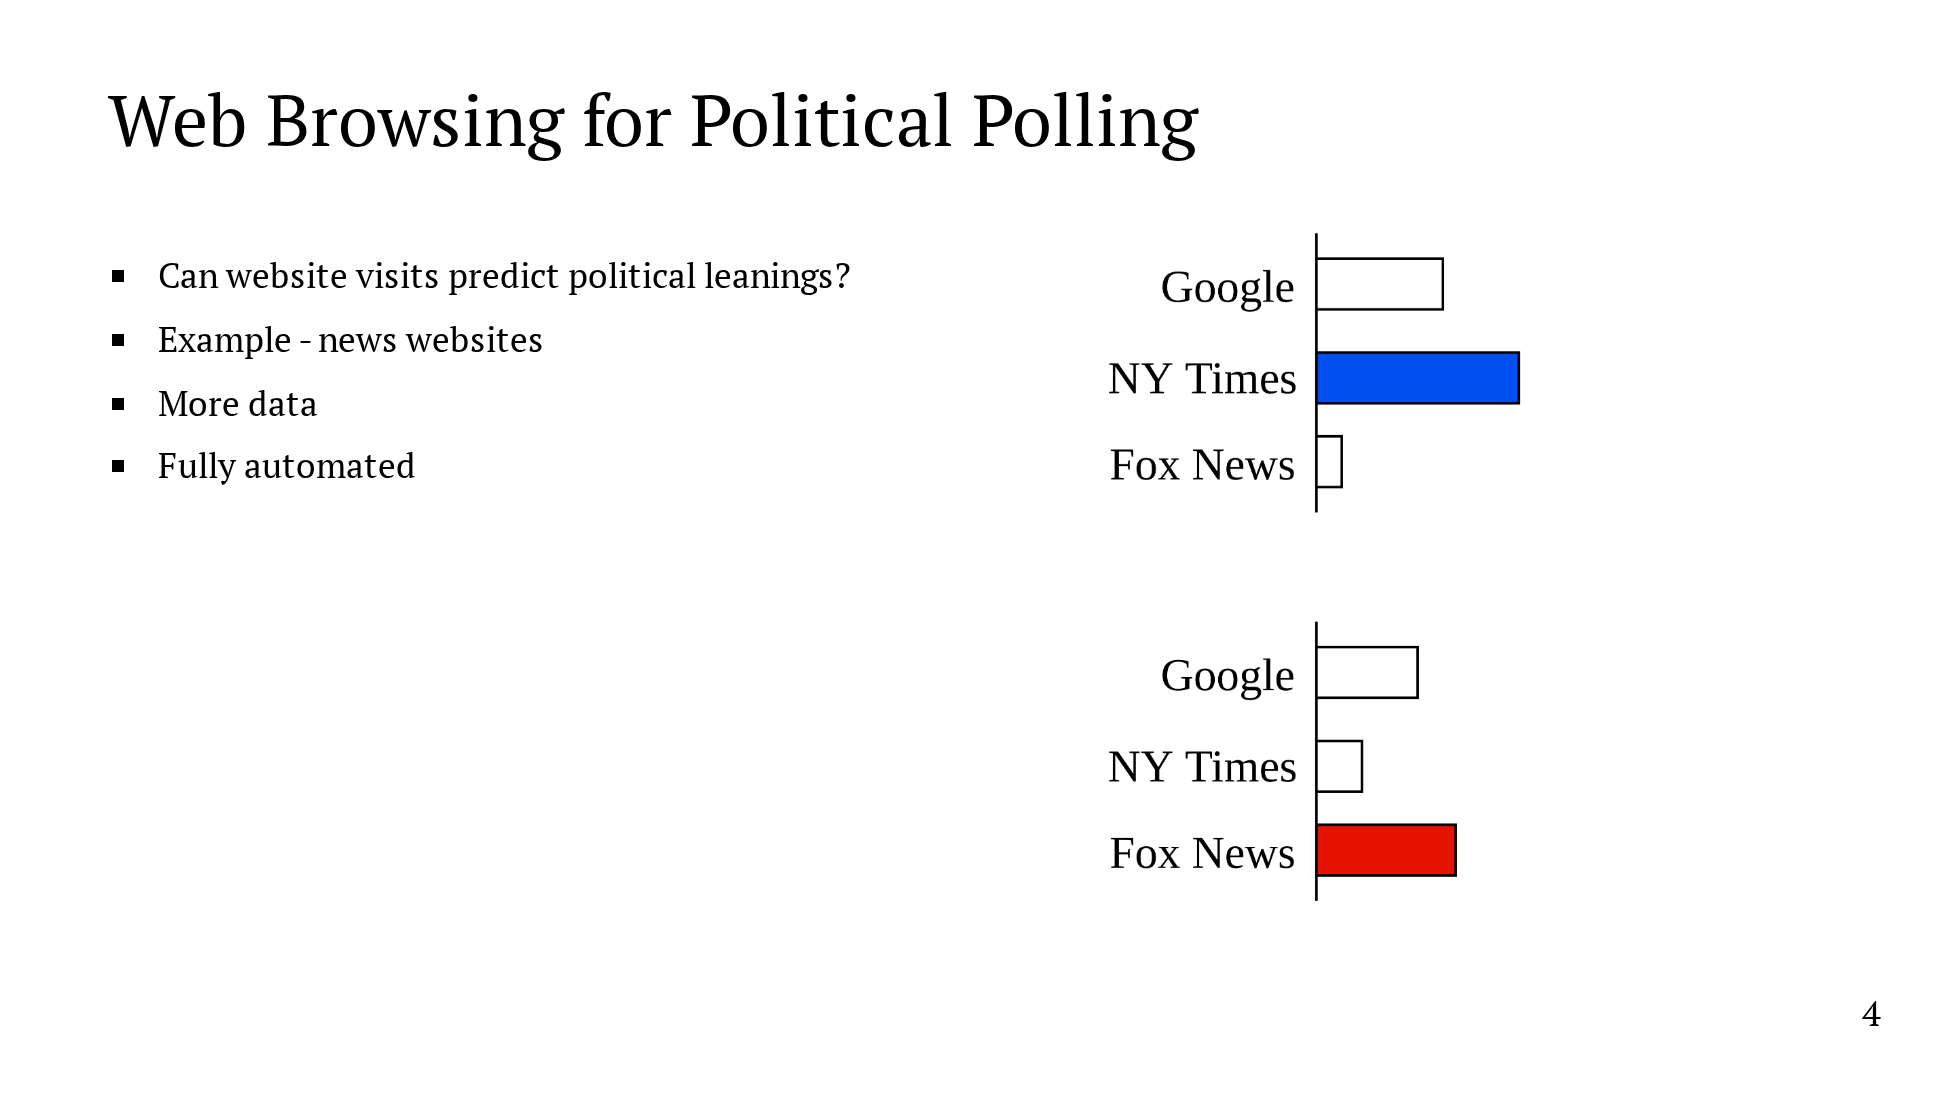 Web Browsing for Political Polling
▪ Can website visits predict political leanings?
▪ Example - news websites
▪ More data
▪ Fully automated
Google
NY Times
Fox News
Google
NY Times
Fox News
4